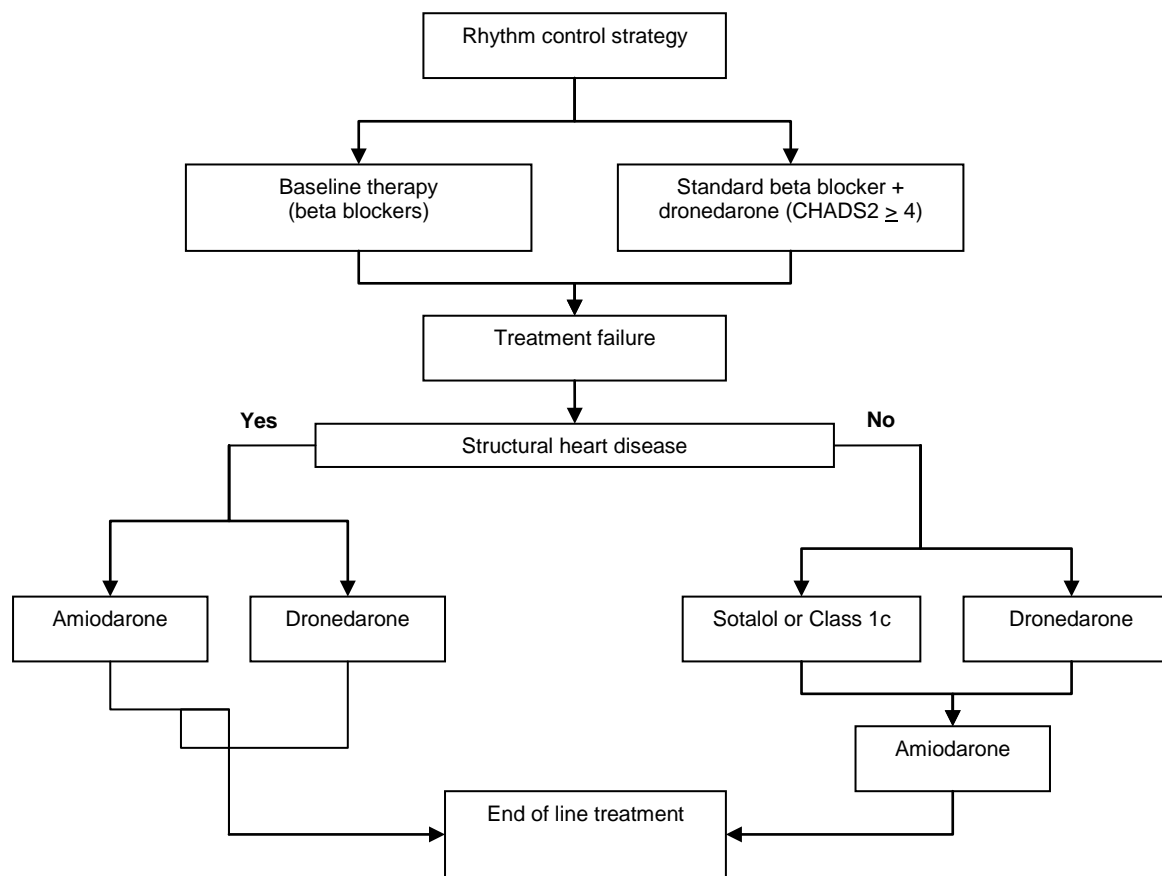 Rhythm control strategy
Baseline therapy
(beta blockers)
Standard beta blocker +
dronedarone (CHADS2 ≥ 4)
Treatment failure
Yes
No
Structural heart disease
Amiodarone
Dronedarone
Sotalol or Class 1c
Dronedarone
Amiodarone
End of line treatment